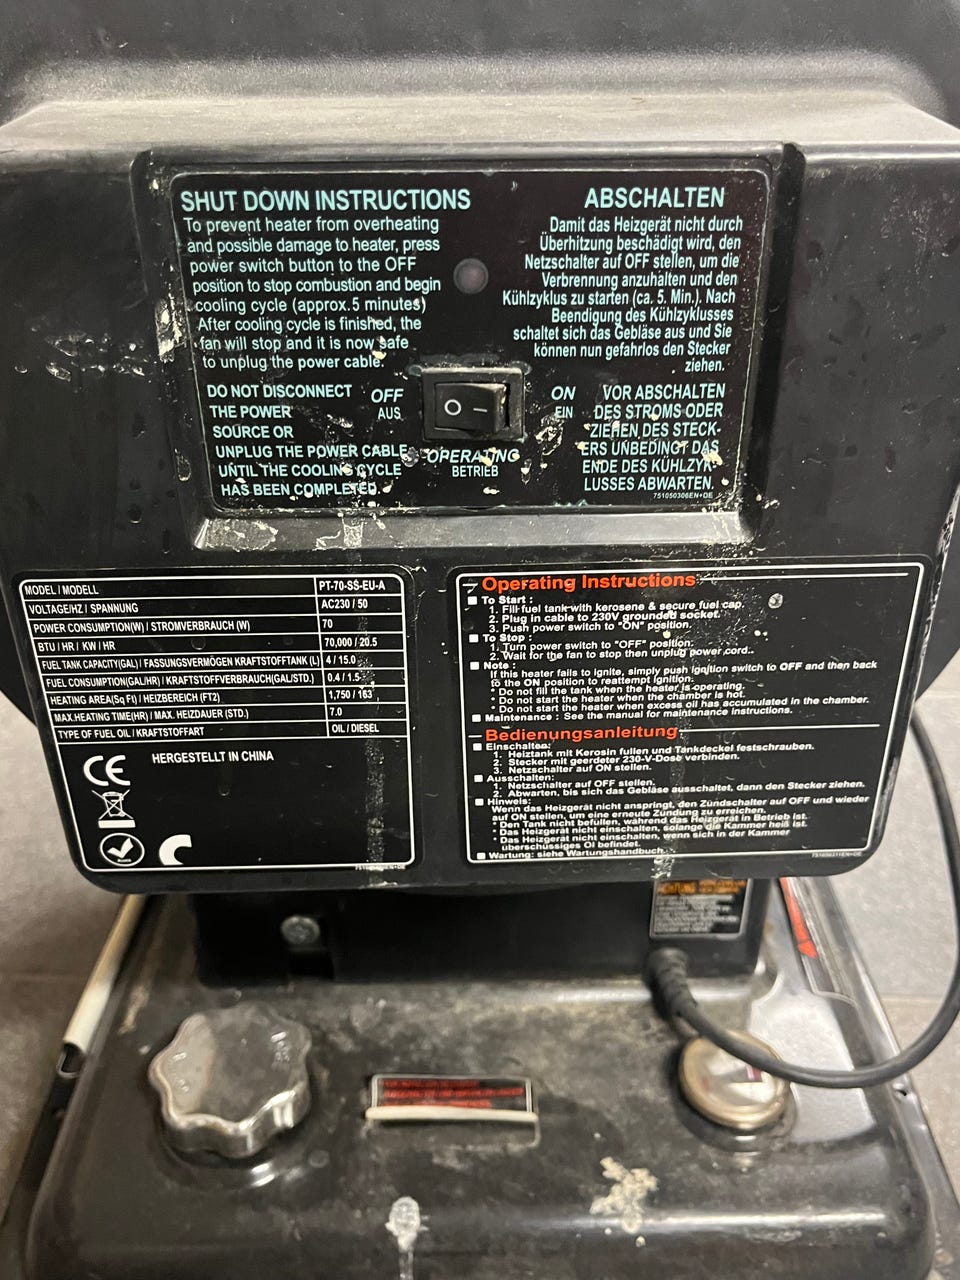 SHUT DOWN INSTRUCTIONS
To prevent heater from overheating
and possible damage to heater, press
power switch button to the OFF
position to stop combustion and begin
cooling cycle (approx.5 minutes)
After cooling cycle is finished, the
fan will stop and it is now safe
to unplug the power cable.
DO NOT DISCONNECT
THE POWER
SOURCE OR
UNPLUG THE POWER CABLE
UNTIL THE COOLING CYCLE
HAS BEEN COMPLETED.
OFF
AUS
ON
EIN
OPERATING
BETRIEB
ABSCHALTEN
Damit das Heizgerät nicht durch
Überhitzung beschädigt wird, den
Netzschalter auf OFF stellen, um die
Verbrennung anzuhalten und den
Kühlzyklus zu starten (ca. 5. Min.). Nach
Beendigung des Kühlzyklusses
schaltet sich das Gebläse aus und Sie
können nun gefahrlos den Stecker
ziehen.
VOR ABSCHALTEN
DES STROMS ODER
ZIEHEN DES STECK-
ERS UNBEDINGT DAS
ENDE DES KÜHLZYK-
LUSSES ABWARTEN.
751050306EN+DE
MODEL / MODELL PT-70-SS-EU-A
VOLTAGE/HZ / SPANNUNG AC230 / 50
POWER CONSUMPTION(W) / STROMVERBRAUCH (W) 70
BTU / HR / KW / HR 70,000 / 20.5
FUEL TANK CAPACITY(GAL) / FASSUNGSVERMÖGEN KRAFTSTOFFTANK (L) 4 / 15.0
FUEL CONSUMPTION(GAL/HR) / KRAFTSTOFFVERBRAUCH(GAL/STD.) 0.4 / 1.5
HEATING AREA(Sq Ft) / HEIZBEREICH (FT2) 1,750 / 163
MAX.HEATING TIME(HR) / MAX. HEIZDAUER (STD.) 7.0
TYPE OF FUEL OIL / KRAFTSTOFFART OIL / DIESEL
CE
HERGESTELLT IN CHINA
Operating Instructions
To Start :
1. Fill fuel tank with kerosene & secure fuel cap.
2. Plug in cable to 230V grounded socket.
3. Push power switch to "ON" position.
To Stop :
1. Turn power switch to "OFF" position.
2. Wait for the fan to stop then unplug power cord..
Note :
If this heater fails to ignite, simply push ignition switch to OFF and then back
to the ON position to reattempt ignition.
* Do not fill the tank when the heater is operating.
* Do not start the heater when the chamber is hot.
* Do not start the heater when excess oil has accumulated in the chamber.
Maintenance : See the manual for maintenance instructions.
Bedienungsanleitung
Einschalten:
1. Heiztank mit Kerosin fullen und Tankdeckel festschrauben.
2. Stecker mit geerdeter 230-V-Dose verbinden.
3. Netzschalter auf ON stellen.
Ausschalten:
1. Netzschalter auf OFF stellen.
2. Abwarten, bis sich das Gebläse ausschaltet, dann den Stecker ziehen.
Hinweis:
Wenn das Heizgerät nicht anspringt, den Zündschalter auf OFF und wieder
auf ON stellen, um eine erneute Zündung zu erreichen.
* Den Tank nicht befüllen, während das Heizgerät in Betrieb ist.
* Das Heizgerät nicht einschalten, solange die Kammer heiß ist.
* Das Heizgerät nicht einschalten, wenn sich in der Kammer
überschüssiges Öl befindet.
Wartung: siehe Wartungshandbuch.
751050311EN+DE